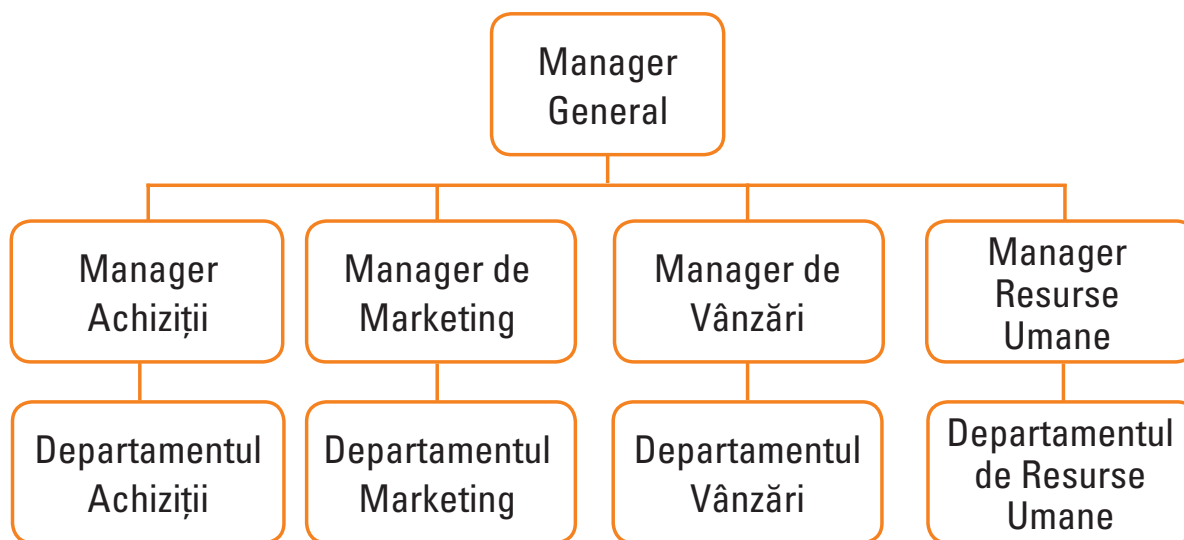 Manager
General
Manager
Achiziții
Manager de
Marketing
Manager de
Vânzări
Manager
Resurse
Umane
Departamentul
Achiziții
Departamentul
Marketing
Departamentul
Vânzări
Departamentul
de Resurse
Umane